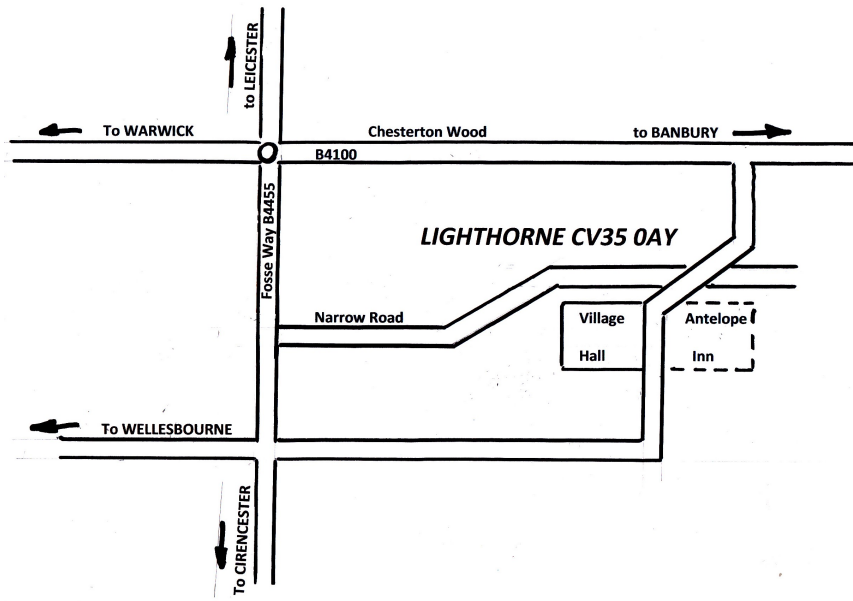 to LEICESTER
To WARWICK
Chesterton Wood
to BANBURY
B4100
Fosse Way B4455
LIGHTHORNE CV35 0AY
Narrow Road
Village
Hall
Antelope
Inn
To WELLESBOURNE
To CIRENCESTER